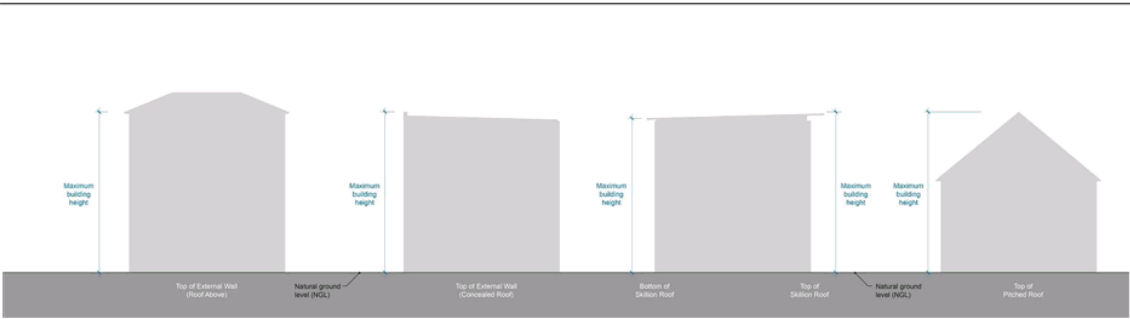 Maximum
building
height
Maximum
building
height
Maximum
building
height
Maximum
building
height
Maximum
building
height
Top of External Wall
(Roof Above)
Natural ground
level (NGL)
Top of External Wall
(Concealed Roof)
Bottom of
Skillion Roof
Top of
Skillion Roof
Natural ground
level (NGL)
Top of
Pitched Roof